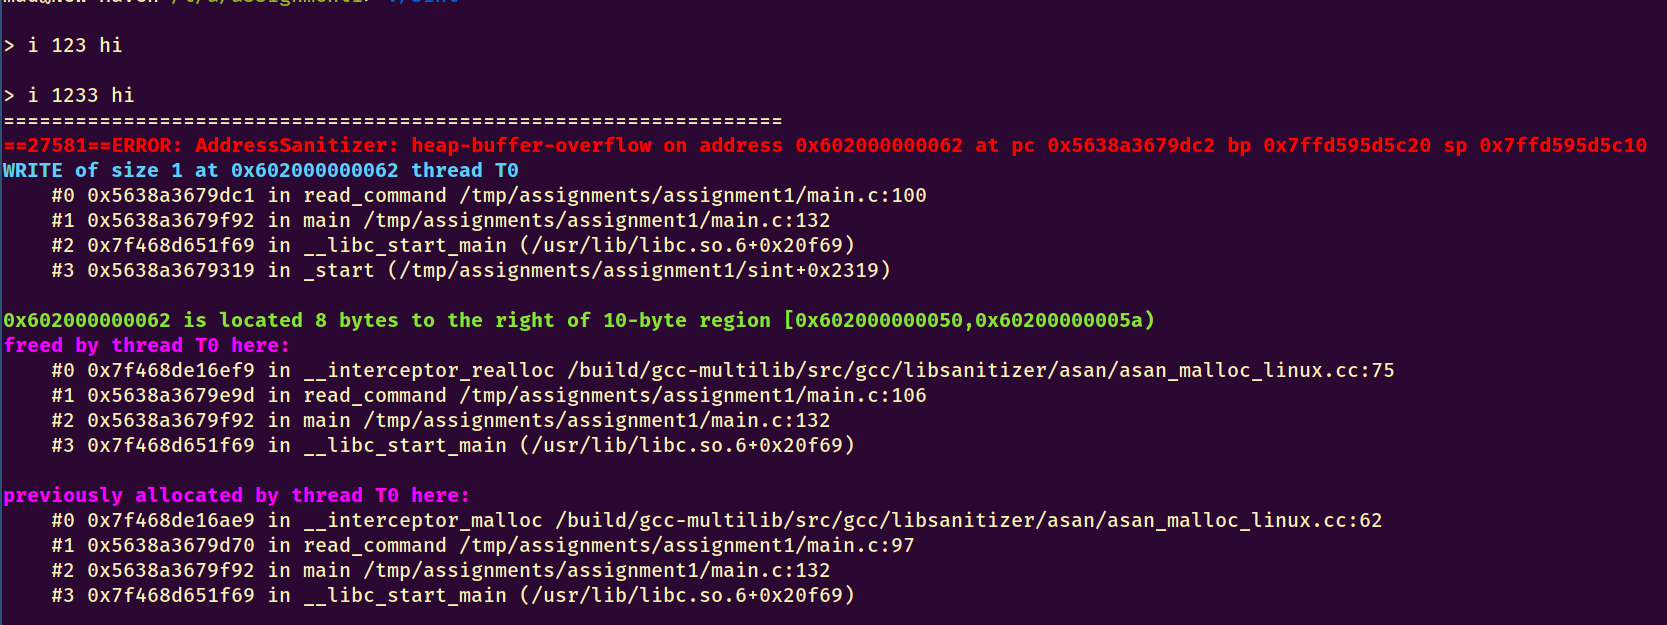 > i 123 hi
> i 1233 hi
=================================================================
==27581==ERROR: AddressSanitizer: heap-buffer-overflow on address 0x602000000062 at pc 0x5638a3679dc2 bp 0x7ffd595d5c20 sp 0x7ffd595d5c10
WRITE of size 1 at 0x602000000062 thread T0
    #0 0x5638a3679dc1 in read_command /tmp/assignments/assignment1/main.c:100
    #1 0x5638a3679f92 in main /tmp/assignments/assignment1/main.c:132
    #2 0x7f468d651f69 in __libc_start_main (/usr/lib/libc.so.6+0x20f69)
    #3 0x5638a3679319 in _start (/tmp/assignments/assignment1/sint+0x2319)
0x602000000062 is located 8 bytes to the right of 10-byte region [0x602000000050,0x60200000005a)
freed by thread T0 here:
    #0 0x7f468de16ef9 in __interceptor_realloc /build/gcc-multilib/src/gcc/libsanitizer/asan/asan_malloc_linux.cc:75
    #1 0x5638a3679e9d in read_command /tmp/assignments/assignment1/main.c:106
    #2 0x5638a3679f92 in main /tmp/assignments/assignment1/main.c:132
    #3 0x7f468d651f69 in __libc_start_main (/usr/lib/libc.so.6+0x20f69)
previously allocated by thread T0 here:
    #0 0x7f468de16ae9 in __interceptor_malloc /build/gcc-multilib/src/gcc/libsanitizer/asan/asan_malloc_linux.cc:62
    #1 0x5638a3679d70 in read_command /tmp/assignments/assignment1/main.c:97
    #2 0x5638a3679f92 in main /tmp/assignments/assignment1/main.c:132
    #3 0x7f468d651f69 in __libc_start_main (/usr/lib/libc.so.6+0x20f69)